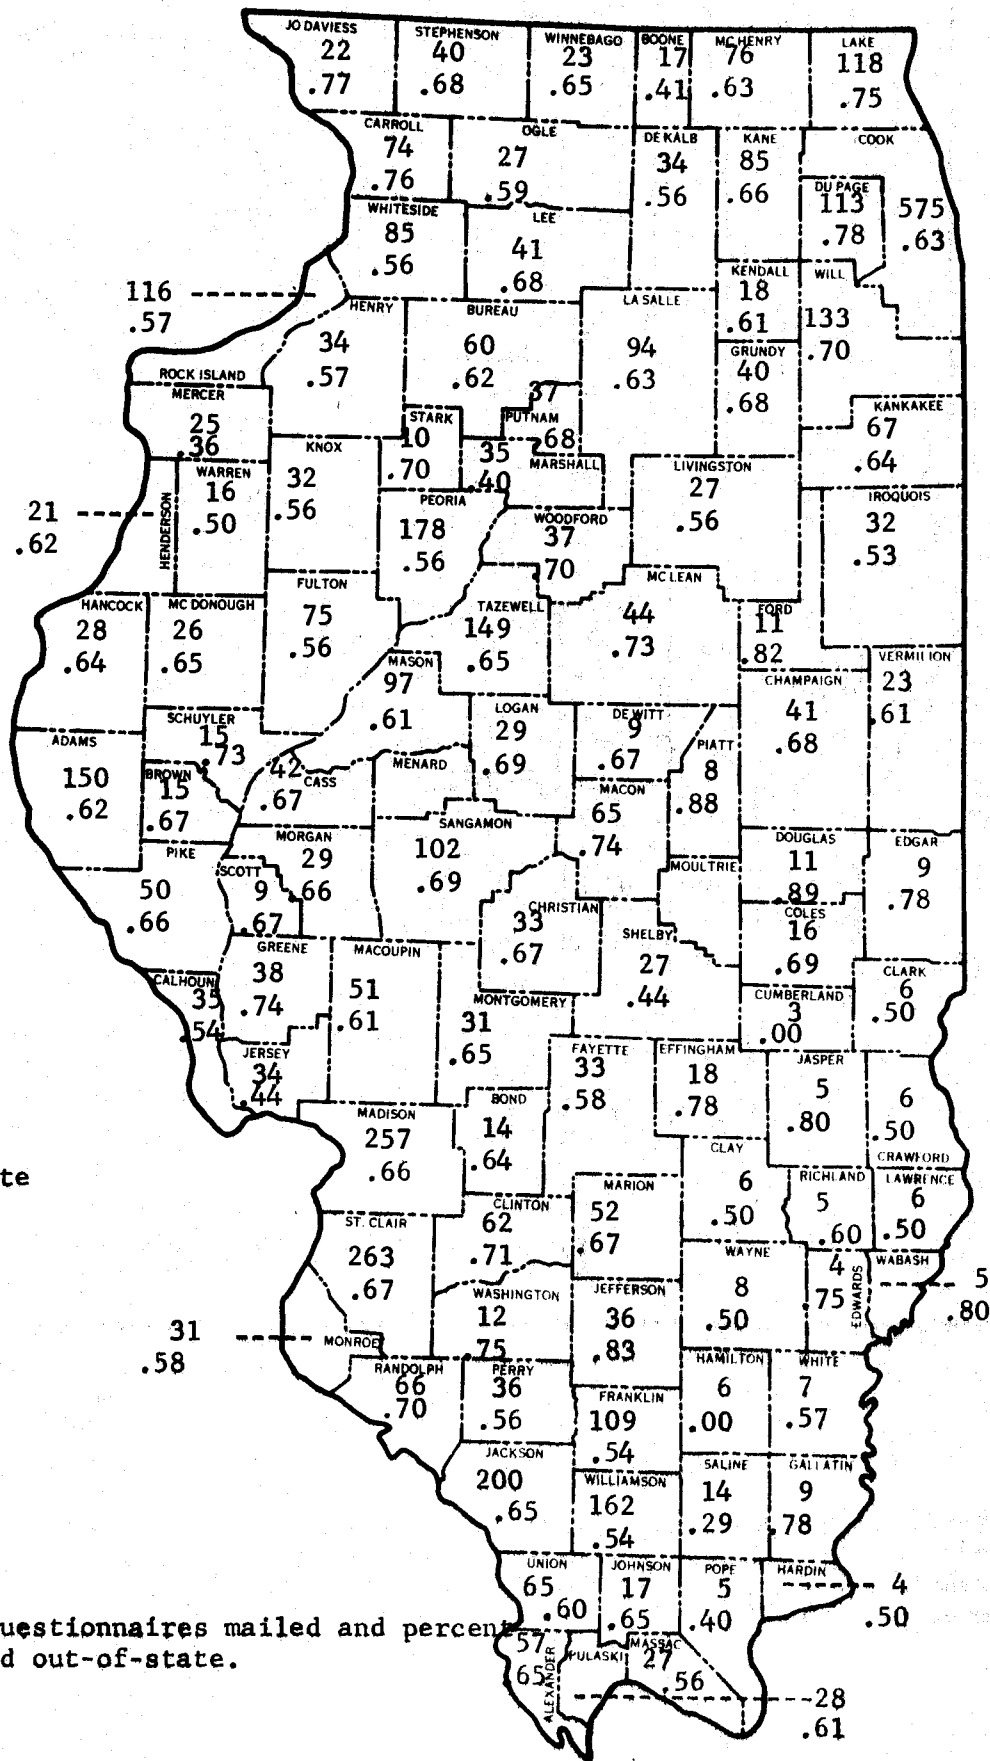 JO DAVIESS
22
.77
STEPHENSON
40
.68
WINNEBAGO
23
.65
BOONE
17
.41
MC HENRY
76
.63
LAKE
118
.75
CARROLL
74
.76
OGLE
27
.59
DE KALB
34
.56
KANE
85
.66
COOK
575
.63
DU PAGE
113
.78
WHITESIDE
85
.56
LEE
41
.68
KENDALL
18
.61
WILL
133
.70
116
.57
ROCK ISLAND
HENRY
34
.57
BUREAU
60
.62
LA SALLE
94
.63
GRUNDY
40
.68
37
PUTNAM
.68
MERCER
25
.36
KNOX
32
.56
STARK
10
.70
35
.40
MARSHALL
KANKAKEE
67
.64
21
.62
HENDERSON
WARREN
16
.50
PEORIA
178
.56
WOODFORD
37
.70
LIVINGSTON
27
.56
IROQUOIS
32
.53
HANCOCK
28
.64
MC DONOUGH
26
.65
FULTON
75
.56
TAZEWELL
149
.65
MC LEAN
44
.73
FORD
11
.82
VERMILION
23
.61
MASON
97
.61
LOGAN
29
.69
DE WITT
9
.67
PIATT
8
.88
CHAMPAIGN
41
.68
ADAMS
150
.62
SCHUYLER
15
.73
BROWN
15
.67
42
CASS
.67
MENARD
SANGAMON
102
.69
MACON
65
.74
PIKE
50
.66
SCOTT
9
.67
MORGAN
29
.66
CHRISTIAN
33
.67
MOULTRIE
DOUGLAS
11
.89
EDGAR
9
.78
COLES
16
.69
SHELBY
27
.44
CALHOUN
35
.54
GREENE
38
.74
MACOUPIN
51
.61
MONTGOMERY
31
.65
CUMBERLAND
3
.00
CLARK
6
.50
JERSEY
34
.44
FAYETTE
33
.58
EFFINGHAM
18
.78
JASPER
5
.80
6
.50
CRAWFORD
MADISON
257
.66
BOND
14
.64
CLAY
6
.50
RICHLAND
5
.60
LAWRENCE
6
.50
te
ST. CLAIR
263
.67
CLINTON
62
.71
MARION
52
.67
WAYNE
8
.50
4
.75
EDWARDS
WABASH
5
.80
WASHINGTON
12
.75
JEFFERSON
36
.83
31
.58
MONROE
RANDOLPH
66
.70
PERRY
36
.56
FRANKLIN
109
.54
HAMILTON
6
.00
WHITE
7
.57
JACKSON
200
.65
WILLIAMSON
162
.54
SALINE
14
.29
GALLATIN
9
.78
UNION
65
.60
JOHNSON
17
.65
POPE
5
.40
HARDIN
4
.50
uestionnaires mailed and percent
d out-of-state.
57
65
ALEXANDER
PULASKI
MASSAC
27
.56
28
.61